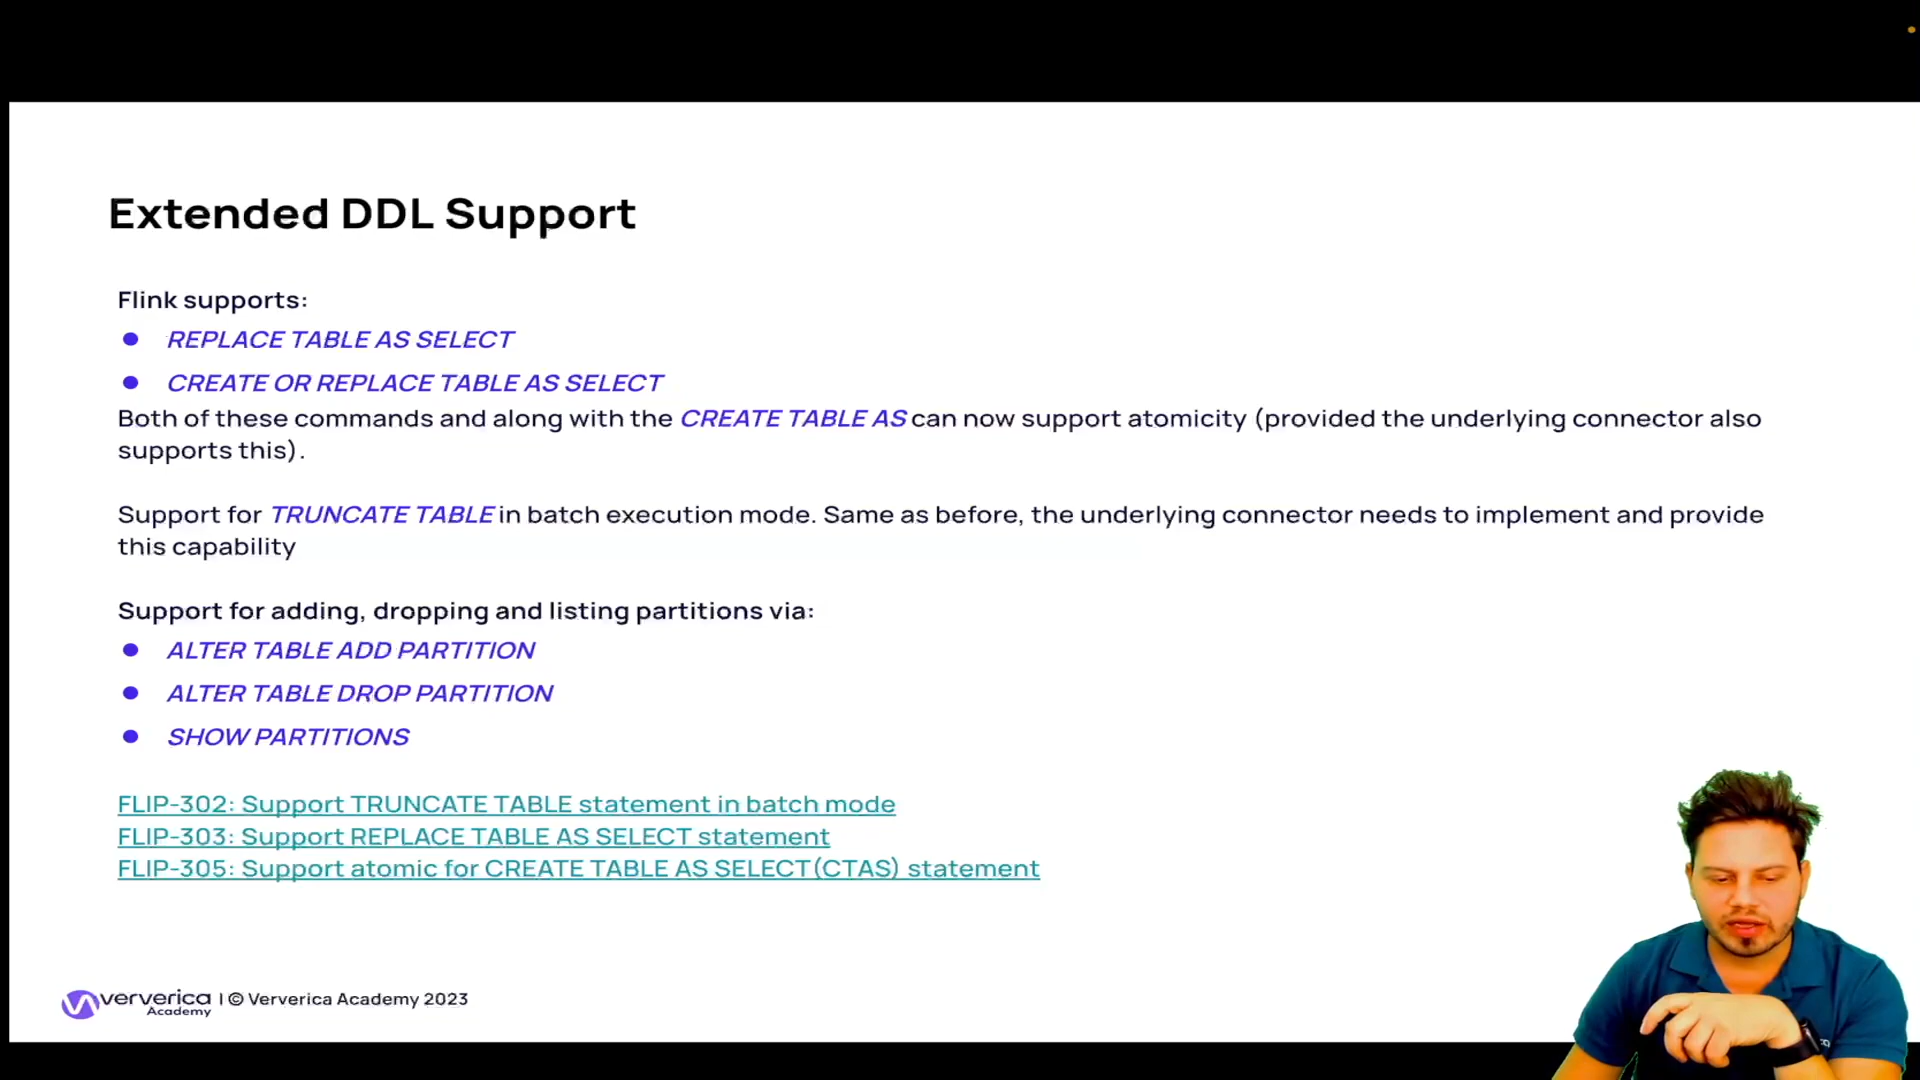 Extended DDL Support
Flink supports:
● REPLACE TABLE AS SELECT
● CREATE OR REPLACE TABLE AS SELECT
Both of these commands and along with the CREATE TABLE AS can now support atomicity (provided the underlying connector also
supports this).
Support for TRUNCATE TABLE in batch execution mode. Same as before, the underlying connector needs to implement and provide
this capability
Support for adding, dropping and listing partitions via:
● ALTER TABLE ADD PARTITION
● ALTER TABLE DROP PARTITION
● SHOW PARTITIONS
FLIP-302: Support TRUNCATE TABLE statement in batch mode
FLIP-303: Support REPLACE TABLE AS SELECT statement
FLIP-305: Support atomic for CREATE TABLE AS SELECT(CTAS) statement
ververica Academy | © Ververica Academy 2023